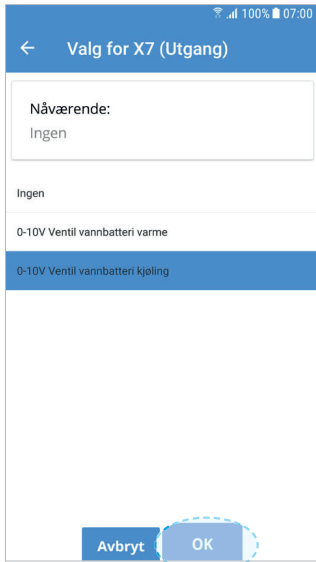 100% 07:00
Valg for X7 (Utgang)
Nåværende:
Ingen
Ingen
0-10V Ventil vannbatteri varme
0-10V Ventil vannbatteri kjøling
Avbryt OK